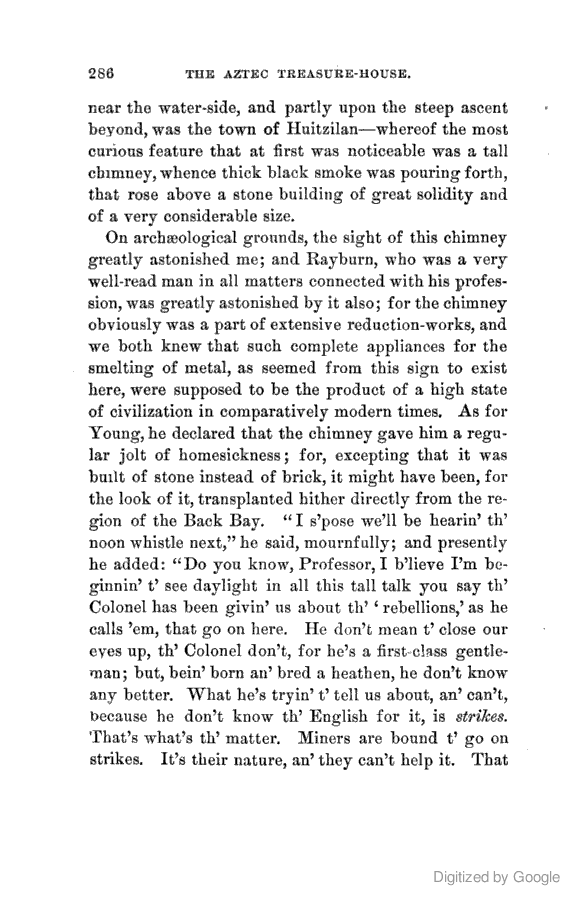 286 THE AZTEC TREASURE-HOUSE.
near the water-side, and partly upon the steep ascent
beyond, was the town of Huitzilan—whereof the most
curious feature that at first was noticeable was a tall
chimney, whence thick black smoke was pouring forth,
that rose above a stone building of great solidity and
of a very considerable size.
On archæological grounds, the sight of this chimney
greatly astonished me; and Rayburn, who was a very
well-read man in all matters connected with his profes-
sion, was greatly astonished by it also; for the chimney
obviously was a part of extensive reduction-works, and
we both knew that such complete appliances for the
smelting of metal, as seemed from this sign to exist
here, were supposed to be the product of a high state
of civilization in comparatively modern times. As for
Young, he declared that the chimney gave him a regu-
lar jolt of homesickness; for, excepting that it was
built of stone instead of brick, it might have been, for
the look of it, transplanted hither directly from the re-
gion of the Back Bay. "I s'pose we'll be hearin' th'
noon whistle next," he said, mournfully; and presently
he added: "Do you know, Professor, I b'lieve I'm be-
ginnin' t' see daylight in all this tall talk you say th'
Colonel has been givin' us about th' 'rebellions,' as he
calls 'em, that go on here. He don't mean t' close our
eyes up, th' Colonel don't, for he's a first-class gentle-
man; but, bein' born an' bred a heathen, he don't know
any better. What he's tryin' t' tell us about, an' can't,
because he don't know th' English for it, is strikes.
That's what's th' matter. Miners are bound t' go on
strikes. It's their nature, an' they can't help it. That
Digitized by Google